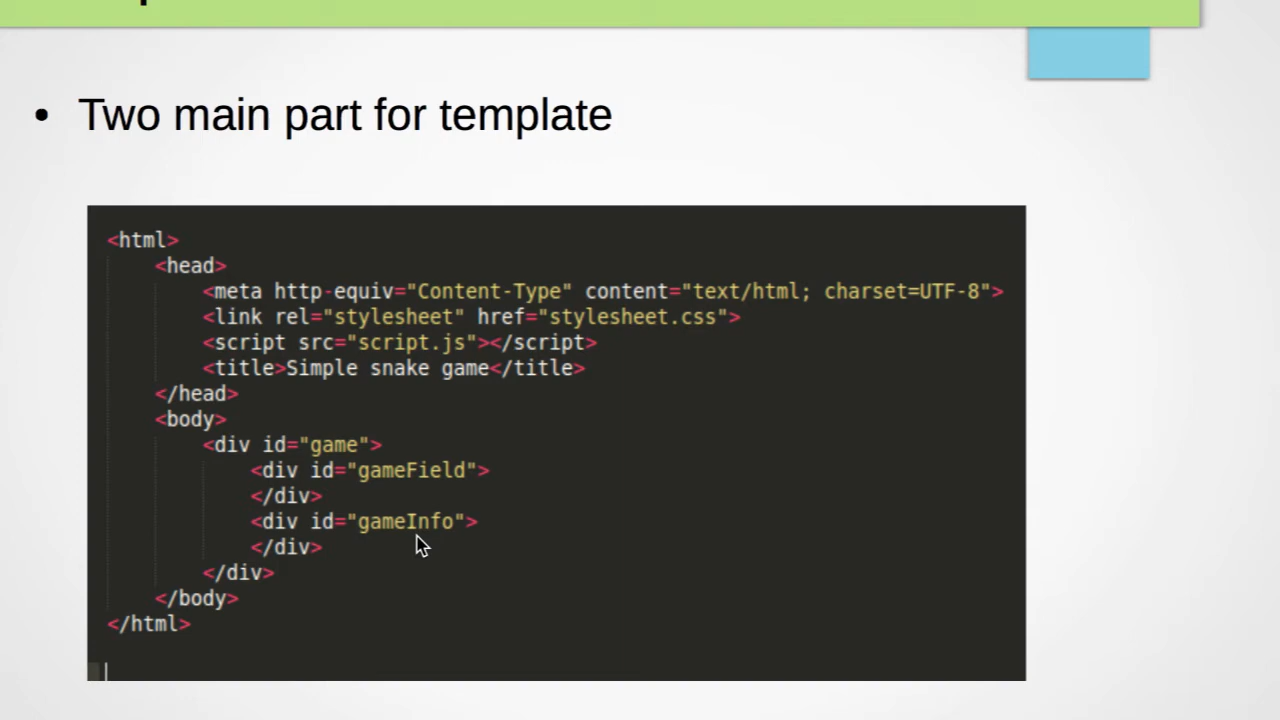 • Two main part for template
<html>
<head>
<meta http-equiv="Content-Type" content="text/html; charset=UTF-8">
<link rel="stylesheet" href="stylesheet.css">
<script src="script.js"></script>
<title>Simple snake game</title>
</head>
<body>
<div id="game">
<div id="gameField">
</div>
<div id="gameInfo">
</div>
</div>
</body>
</html>